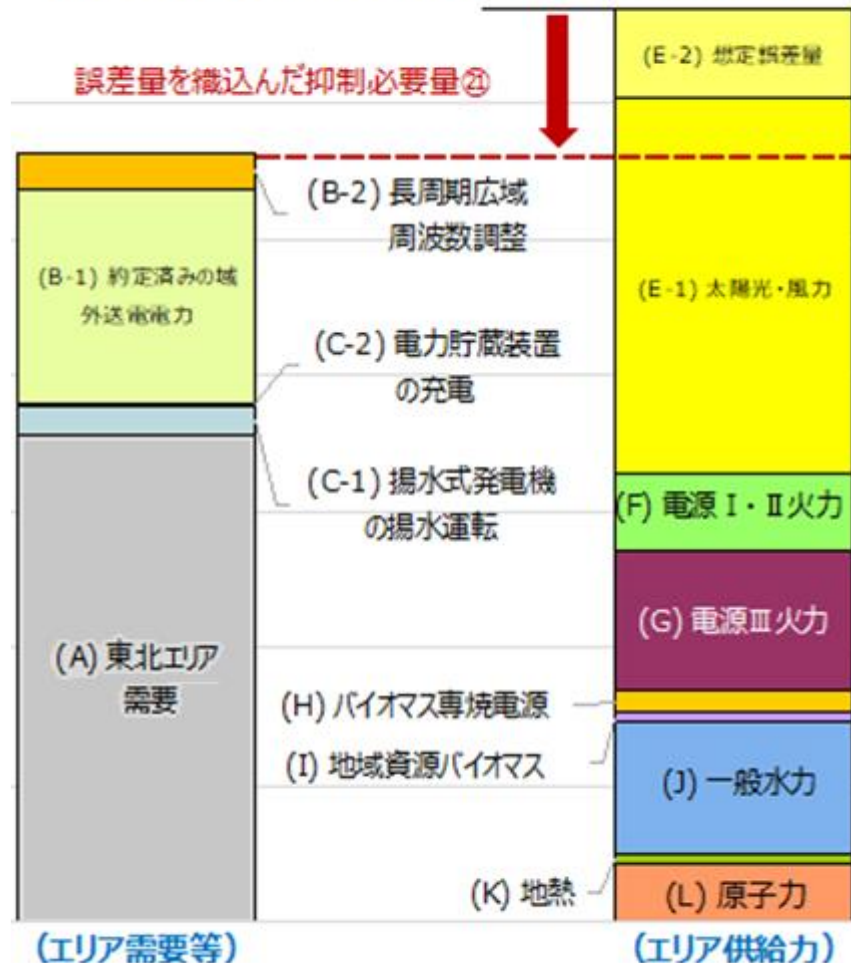 (E-2) 想定誤差量
誤差量を織込んだ抑制必要量㉑
(B-2) 長周期広域
周波数調整
(B-1) 約定済みの域
外送電電力
(E-1) 太陽光・風力
(C-2) 電力貯蔵装置
の充電
(C-1) 揚水式発電機
の揚水運転
(F) 電源Ⅰ・Ⅱ火力
(G) 電源Ⅲ火力
(A) 東北エリア
需要
(H) バイオマス専焼電源
(I) 地域資源バイオマス
(J) 一般水力
(K) 地熱
(L) 原子力
(エリア需要等)
(エリア供給力)